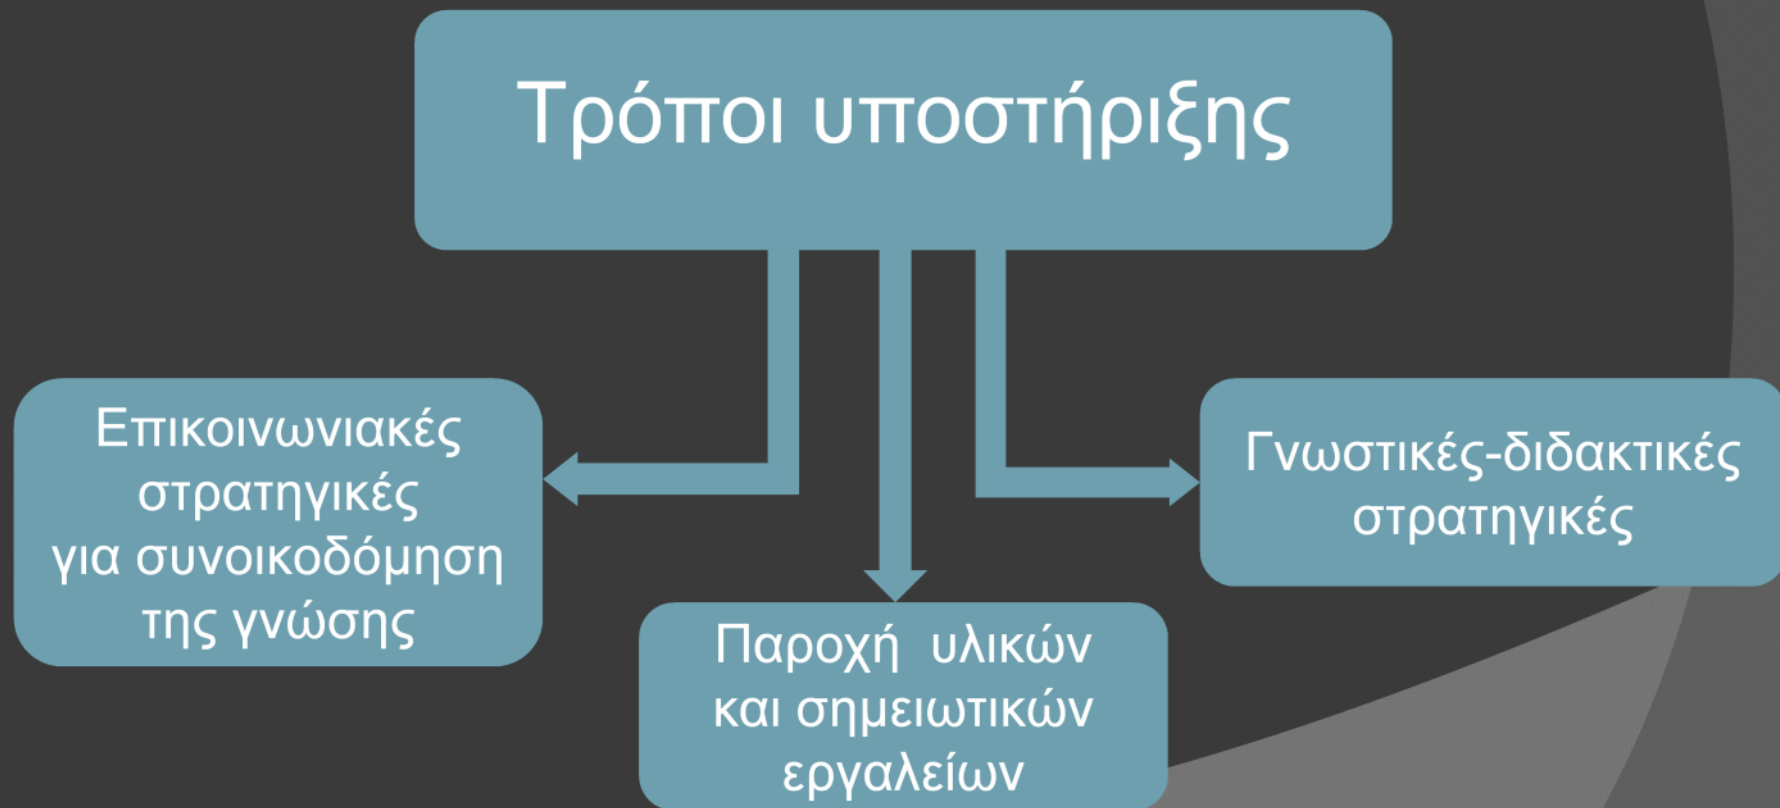 Τρόποι υποστήριξης
Επικοινωνιακές
στρατηγικές
για συνοικοδόμηση
της γνώσης
Παροχή υλικών
και σημειωτικών
εργαλείων
Γνωστικές-διδακτικές
στρατηγικές